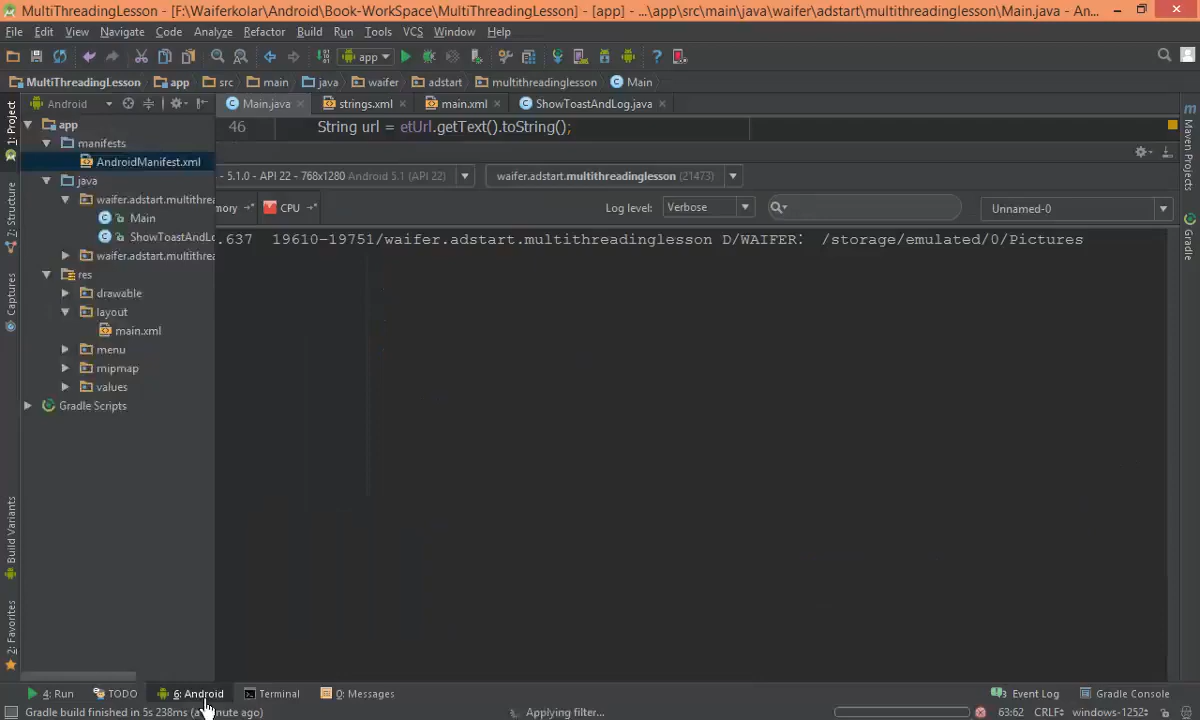 MultiThreadingLesson - [F:\Waiferkolar\Android\Book-WorkSpace\MultiThreadingLesson] - [app] - ...\app\src\main\java\waifer\adstart\multithreadinglesson\Main.java - An...
File Edit View Navigate Code Analyze Refactor Build Run Tools VCS Window Help
app
MultiThreadingLesson app src main java waifer adstart multithreadinglesson Main
Android Main.java strings.xml main.xml ShowToastAndLog.java
46 String url = etUrl.getText().toString();
app
manifests
AndroidManifest.xml
java
waifer.adstart.multithrea
Main
ShowToastAndLo
waifer.adstart.multithrea
res
drawable
layout
main.xml
menu
mipmap
values
Gradle Scripts
- 5.1.0 - API 22 - 768x1280 Android 5.1 (API 22) waifer.adstart.multithreadinglesson (21473)
mory CPU Log level: Verbose Unnamed-0
.637 19610-19751/waifer.adstart.multithreadinglesson D/WAIFER: /storage/emulated/0/Pictures
1: Project
7: Structure
Captures
Build Variants
2: Favorites
Maven Projects
Gradle
4: Run TODO 6: Android Terminal 0: Messages Event Log Gradle Console
Gradle build finished in 5s 238ms (a minute ago) Applying filter... 63:62 CRLF windows-1252